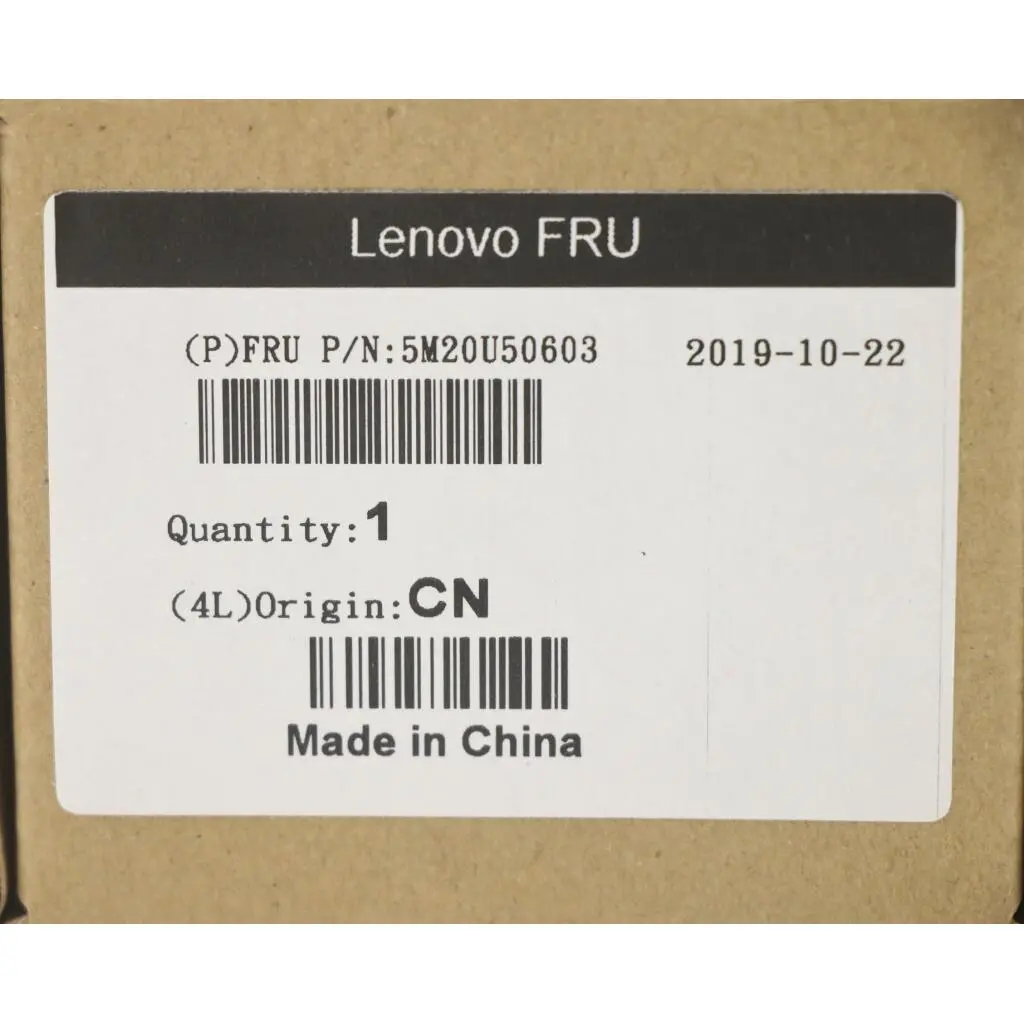 Lenovo FRU
(P)FRU P/N:5M20U50603 2019-10-22
Quantity:1
(4L)Origin:CN
Made in China